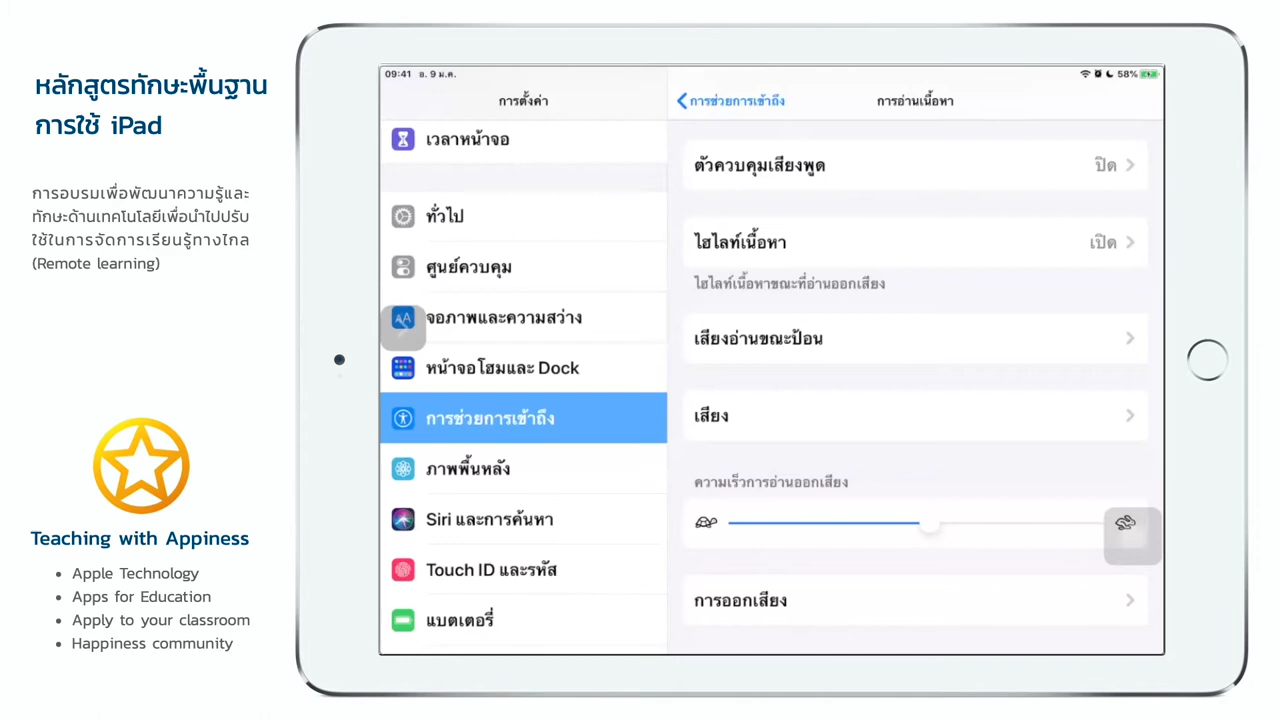 หลักสูตรทักษะพื้นฐาน
การใช้ iPad
การอบรมเพื่อพัฒนาความรู้และ
ทักษะด้านเทคโนโลยีเพื่อนำไปปรับ
ใช้ในการจัดการเรียนรู้ทางไกล
(Remote learning)
Teaching with Appiness
• Apple Technology
• Apps for Education
• Apply to your classroom
• Happiness community
09:41 อ. 9 ม.ค.
58%
การตั้งค่า
เวลาหน้าจอ
ทั่วไป
ศูนย์ควบคุม
AA
จอภาพและความสว่าง
หน้าจอโฮมและ Dock
การช่วยการเข้าถึง
ภาพพื้นหลัง
Siri และการค้นหา
Touch ID และรหัส
แบตเตอรี่
การช่วยการเข้าถึง
การอ่านเนื้อหา
ตัวควบคุมเสียงพูด ปิด
ไฮไลท์เนื้อหา เปิด
ไฮไลท์เนื้อหาขณะที่อ่านออกเสียง
เสียงอ่านขณะป้อน
เสียง
ความเร็วการอ่านออกเสียง
การออกเสียง